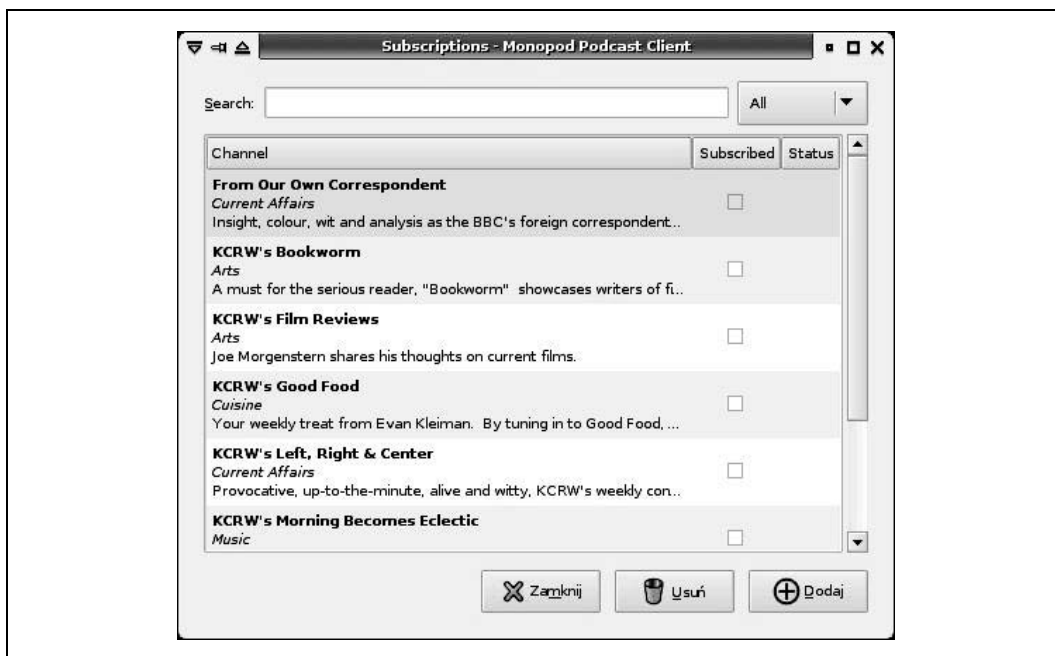 Subscriptions - Monopod Podcast Client
Search:
All
Channel Subscribed Status
From Our Own Correspondent
Current Affairs
Insight, colour, wit and analysis as the BBC's foreign correspondent...
KCRW's Bookworm
Arts
A must for the serious reader, "Bookworm" showcases writers of fi...
KCRW's Film Reviews
Arts
Joe Morgenstern shares his thoughts on current films.
KCRW's Good Food
Cuisine
Your weekly treat from Evan Kleiman. By tuning in to Good Food, ...
KCRW's Left, Right & Center
Current Affairs
Provocative, up-to-the-minute, alive and witty, KCRW's weekly con...
KCRW's Morning Becomes Eclectic
Music
Zamknij Usuń Dodaj